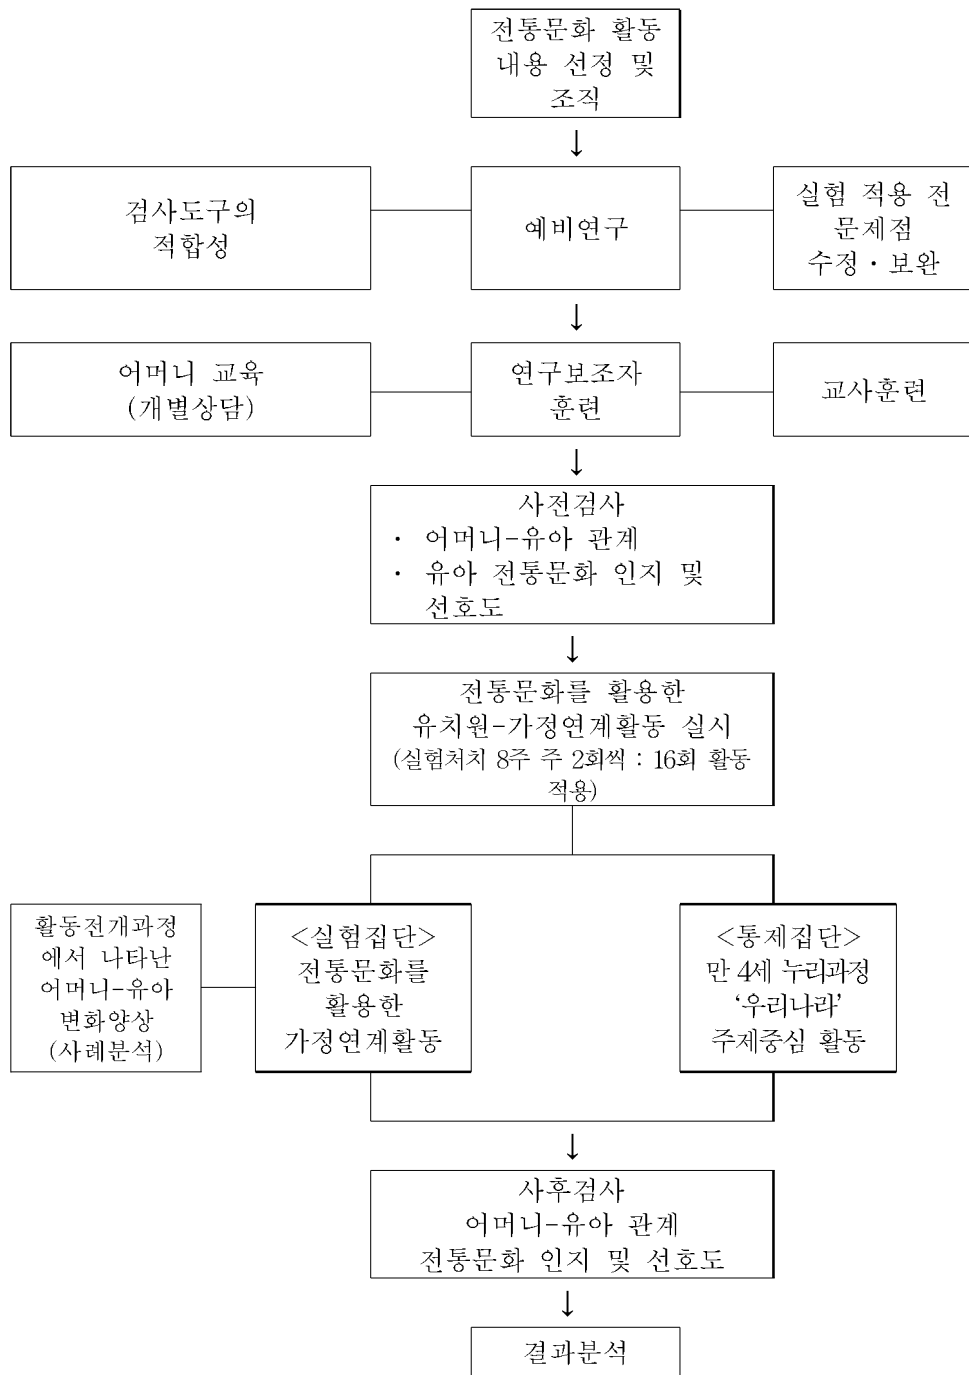 전통문화 활동
내용 선정 및
조직
↓
검사도구의
적합성
예비연구
실험 적용 전
문제점
수정・보완
↓
어머니 교육
(개별상담)
연구보조자
훈련
교사훈련
↓
사전검사
· 어머니-유아 관계
· 유아 전통문화 인지 및
선호도
↓
전통문화를 활용한
유치원-가정연계활동 실시
(실험처치 8주 주 2회씩 : 16회 활동
적용)
활동전개과정
에서 나타난
어머니-유아
변화양상
(사례분석)
<실험집단>
전통문화를
활용한
가정연계활동
<통제집단>
만 4세 누리과정
‘우리나라’
주제중심 활동
↓
사후검사
어머니-유아 관계
전통문화 인지 및 선호도
↓
결과분석